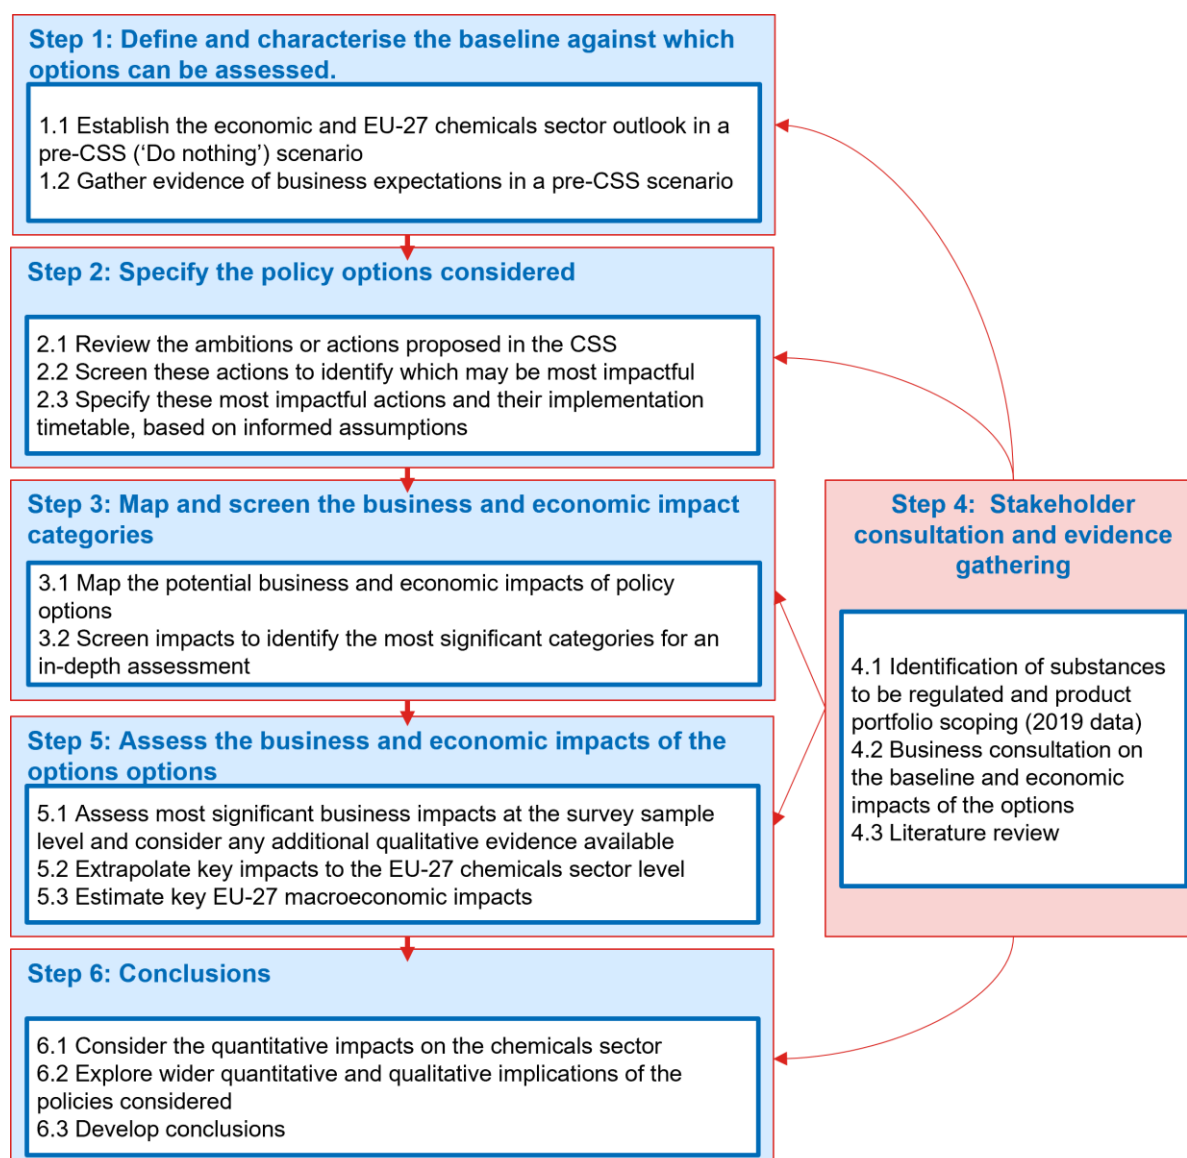 Step 1: Define and characterise the baseline against which
options can be assessed.
1.1 Establish the economic and EU-27 chemicals sector outlook in a
pre-CSS (‘Do nothing’) scenario
1.2 Gather evidence of business expectations in a pre-CSS scenario
Step 2: Specify the policy options considered
2.1 Review the ambitions or actions proposed in the CSS
2.2 Screen these actions to identify which may be most impactful
2.3 Specify these most impactful actions and their implementation
timetable, based on informed assumptions
Step 3: Map and screen the business and economic impact
categories
3.1 Map the potential business and economic impacts of policy
options
3.2 Screen impacts to identify the most significant categories for an
in-depth assessment
Step 4: Stakeholder
consultation and evidence
gathering
4.1 Identification of substances
to be regulated and product
portfolio scoping (2019 data)
4.2 Business consultation on
the baseline and economic
impacts of the options
4.3 Literature review
Step 5: Assess the business and economic impacts of the
options options
5.1 Assess most significant business impacts at the survey sample
level and consider any additional qualitative evidence available
5.2 Extrapolate key impacts to the EU-27 chemicals sector level
5.3 Estimate key EU-27 macroeconomic impacts
Step 6: Conclusions
6.1 Consider the quantitative impacts on the chemicals sector
6.2 Explore wider quantitative and qualitative implications of the
policies considered
6.3 Develop conclusions